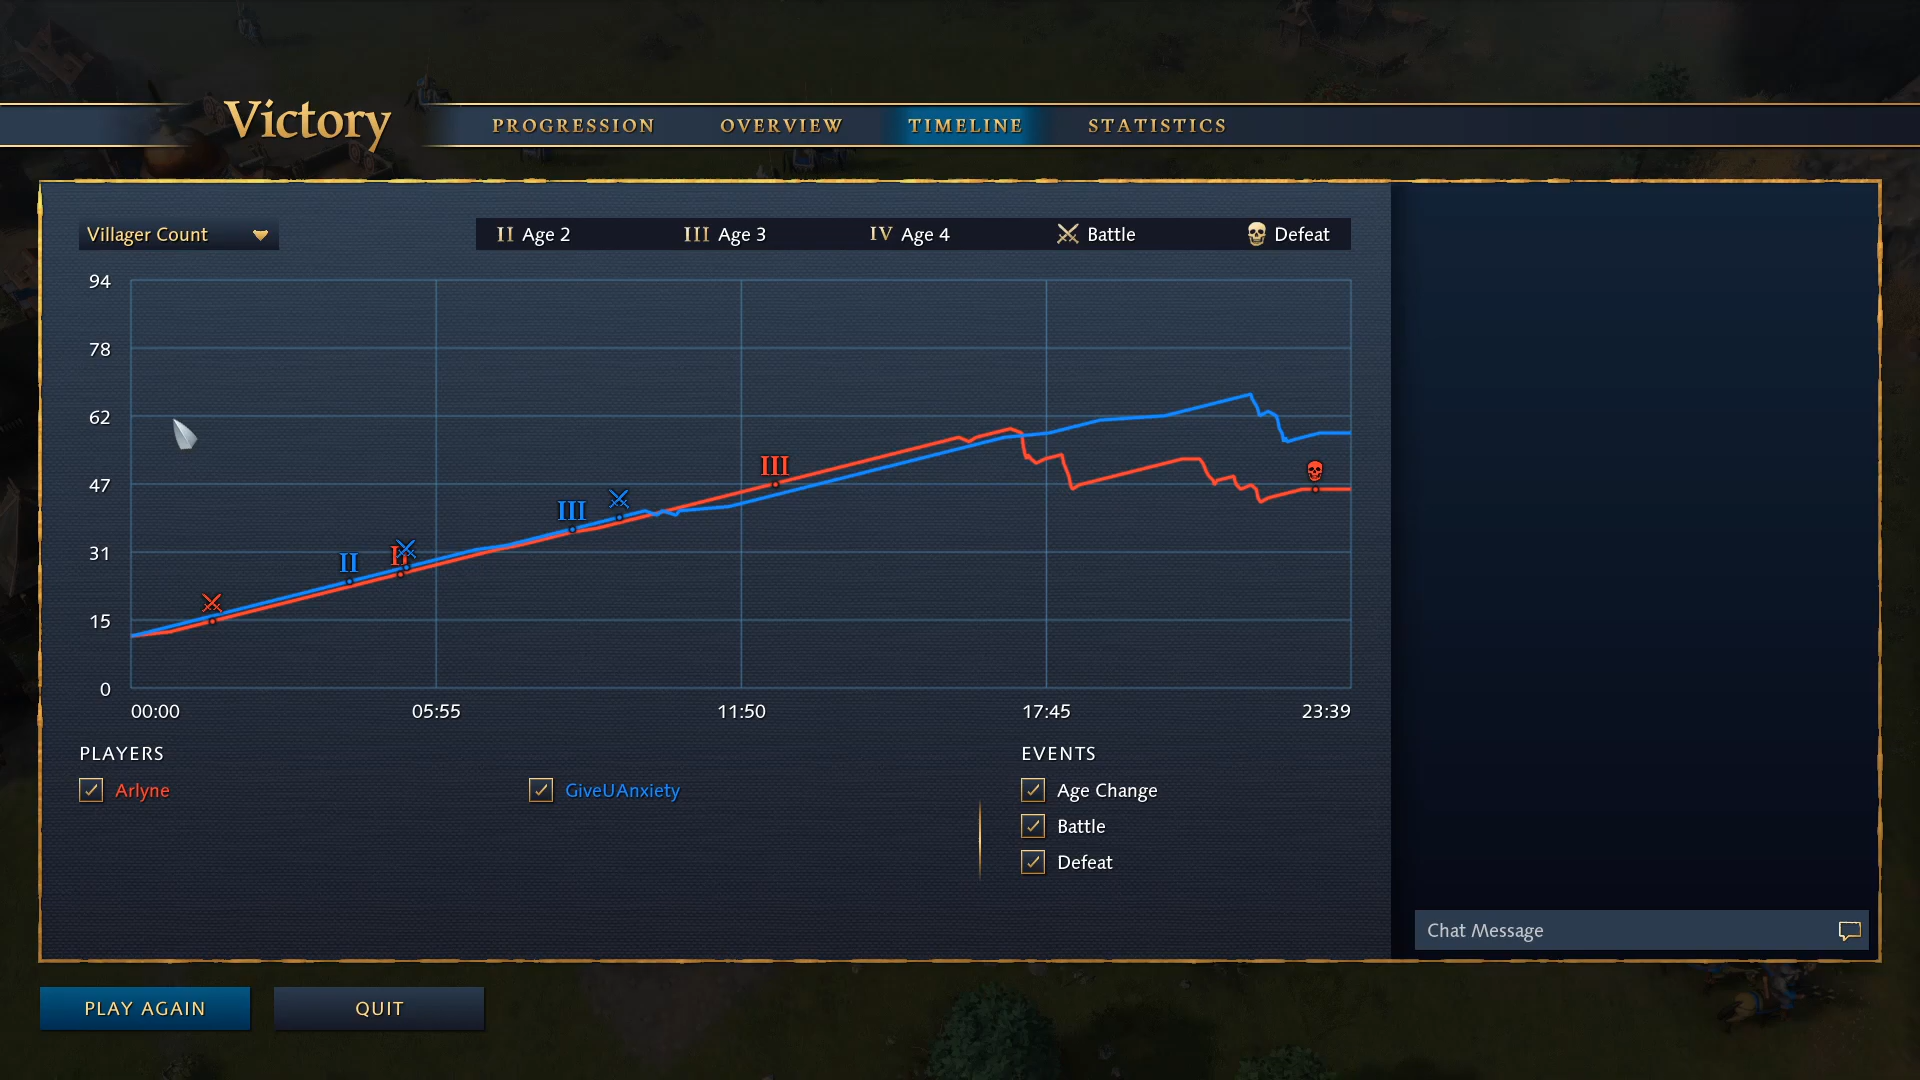 Victory
PROGRESSION
OVERVIEW
TIMELINE
STATISTICS
Villager Count
II Age 2
III Age 3
IV Age 4
Battle
Defeat
94
78
62
47
31
15
0
II
III
III
00:00
05:55
11:50
17:45
23:39
PLAYERS
Arlyne
GiveUAnxiety
EVENTS
Age Change
Battle
Defeat
Chat Message
PLAY AGAIN
QUIT